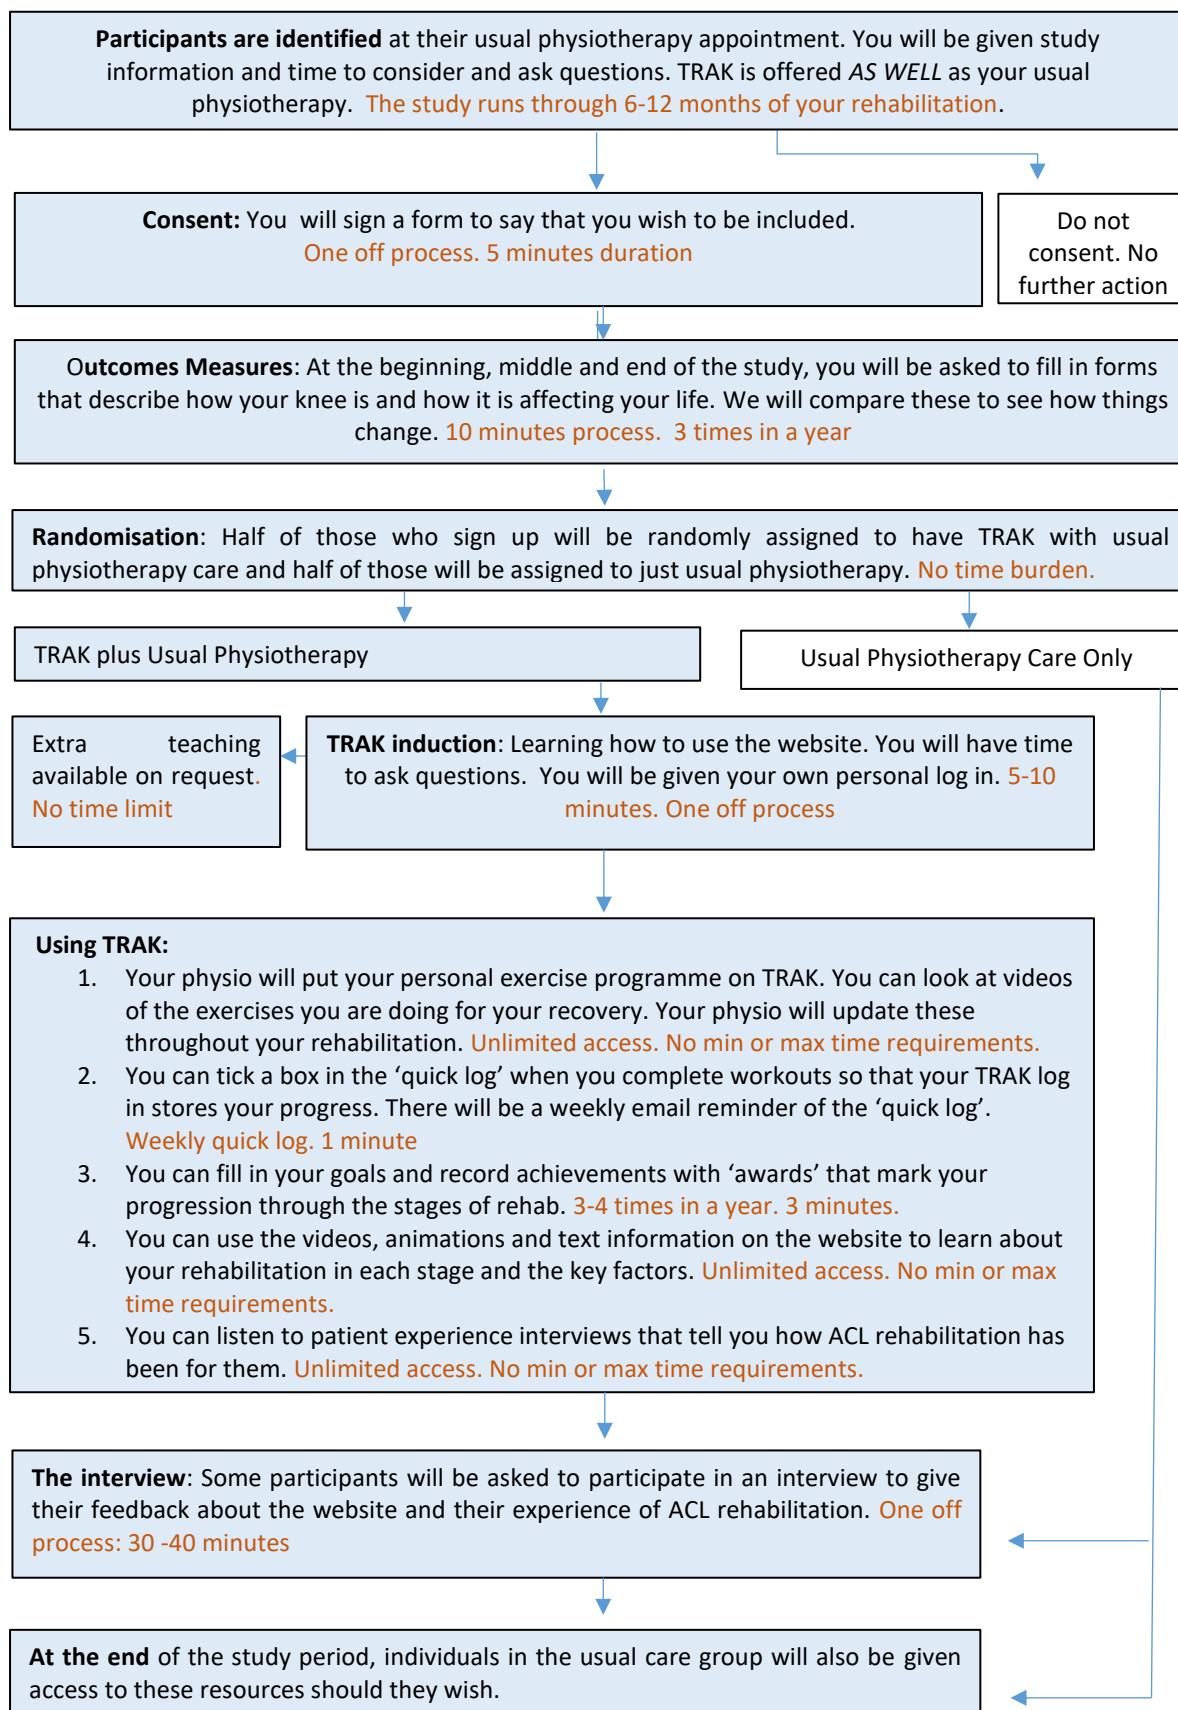 Participants are identified at their usual physiotherapy appointment. You will be given study
information and time to consider and ask questions. TRAK is offered AS WELL as your usual
physiotherapy. The study runs through 6-12 months of your rehabilitation.
Consent: You will sign a form to say that you wish to be included.
One off process. 5 minutes duration
Do not
consent. No
further action
Outcomes Measures: At the beginning, middle and end of the study, you will be asked to fill in forms
that describe how your knee is and how it is affecting your life. We will compare these to see how things
change. 10 minutes process. 3 times in a year
Randomisation: Half of those who sign up will be randomly assigned to have TRAK with usual
physiotherapy care and half of those will be assigned to just usual physiotherapy. No time burden.
TRAK plus Usual Physiotherapy
Usual Physiotherapy Care Only
Extra teaching
available on request.
No time limit
TRAK induction: Learning how to use the website. You will have time
to ask questions. You will be given your own personal log in. 5-10
minutes. One off process
Using TRAK:
1. Your physio will put your personal exercise programme on TRAK. You can look at videos
of the exercises you are doing for your recovery. Your physio will update these
throughout your rehabilitation. Unlimited access. No min or max time requirements.
2. You can tick a box in the ‘quick log’ when you complete workouts so that your TRAK log
in stores your progress. There will be a weekly email reminder of the ‘quick log’.
Weekly quick log. 1 minute
3. You can fill in your goals and record achievements with ‘awards’ that mark your
progression through the stages of rehab. 3-4 times in a year. 3 minutes.
4. You can use the videos, animations and text information on the website to learn about
your rehabilitation in each stage and the key factors. Unlimited access. No min or max
time requirements.
5. You can listen to patient experience interviews that tell you how ACL rehabilitation has
been for them. Unlimited access. No min or max time requirements.
The interview: Some participants will be asked to participate in an interview to give
their feedback about the website and their experience of ACL rehabilitation. One off
process: 30 -40 minutes
At the end of the study period, individuals in the usual care group will also be given
access to these resources should they wish.